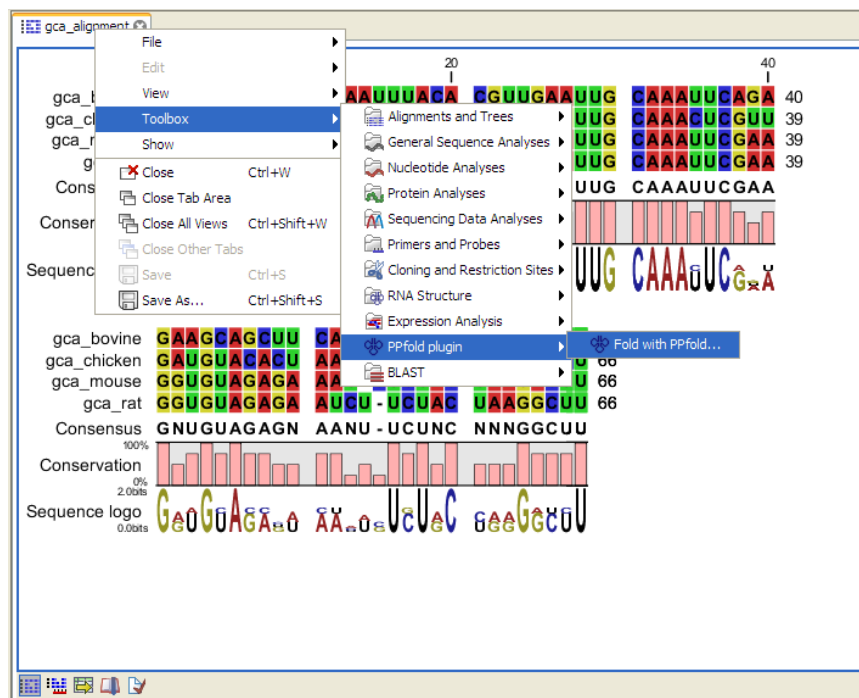 gca_alignment
File
Edit
View
Toolbox
Show
Close Ctrl+W
Close Tab Area
Close All Views Ctrl+Shift+W
Close Other Tabs
Save Ctrl+S
Save As... Ctrl+Shift+S
Alignments and Trees
General Sequence Analyses
Nucleotide Analyses
Protein Analyses
Sequencing Data Analyses
Primers and Probes
Cloning and Restriction Sites
RNA Structure
Expression Analysis
PPfold plugin
BLAST
Fold with PPfold...
20 40
AAUUUACA CGUUGAAUUG CAAAUUCAGA 40
UUG CAAACUCGUU 39
UUG CAAAUUCGAA 39
UUG CAAAUUCGAA 39
UUG CAAAUUCGAA
gca_bovine GAAGCAGCUU CA
gca_chicken GAUGUACACU AA 66
gca_mouse GGUGUAGAGA AA 66
gca_rat GGUGUAGAGA AUCU-UCUAC UAAGGCUU 66
Consensus GNUGUAGAGN AANU-UCUNC NNNGGCUU
100%
Conservation
0%
2.0bits
Sequence logo
0.0bits